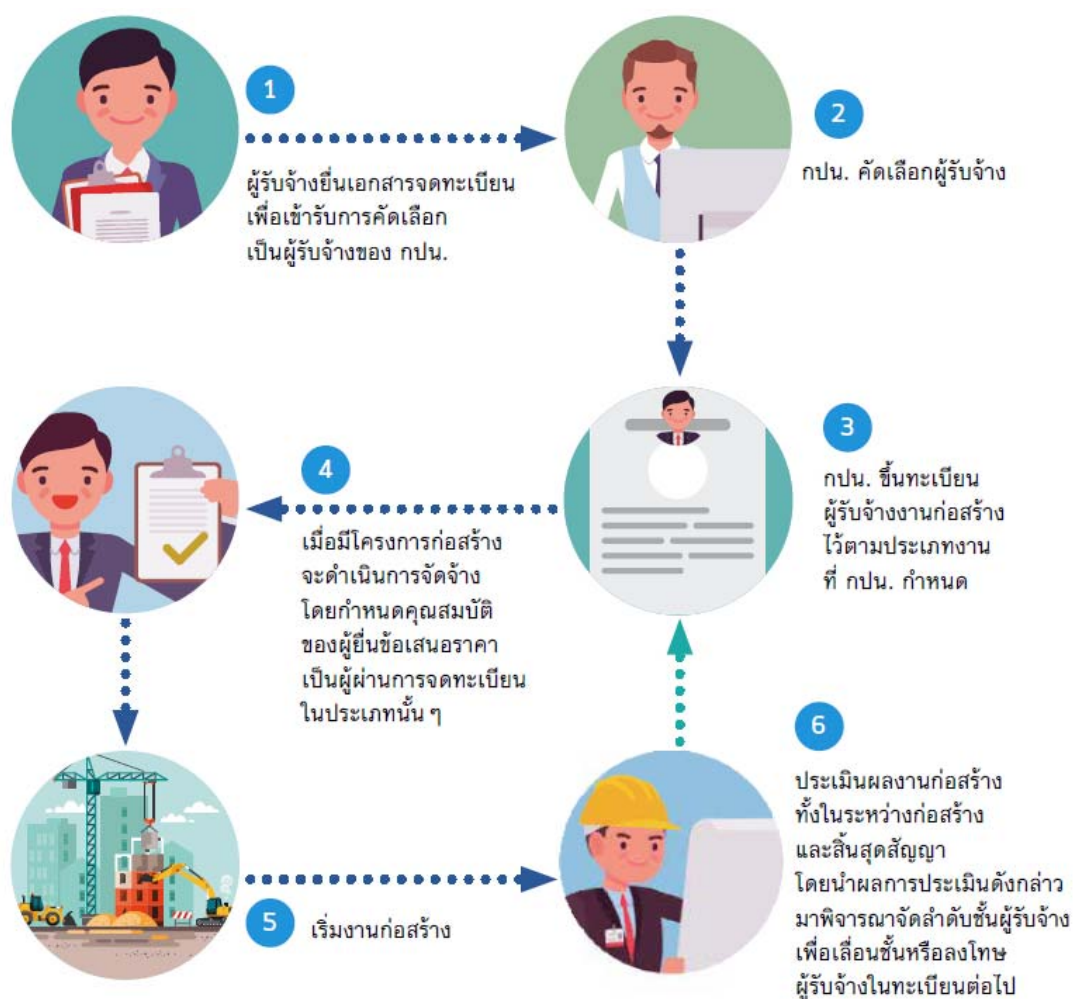 1
ผู้รับจ้างยื่นเอกสารจดทะเบียน
เพื่อเข้ารับการคัดเลือก
เป็นผู้รับจ้างของ กปน.
2
กปน. คัดเลือกผู้รับจ้าง
3
กปน. ขึ้นทะเบียน
ผู้รับจ้างงานก่อสร้าง
ไว้ตามประเภทงาน
ที่ กปน. กำหนด
4
เมื่อมีโครงการก่อสร้าง
จะดำเนินการจัดจ้าง
โดยกำหนดคุณสมบัติ
ของผู้ยื่นข้อเสนอราคา
เป็นผู้ผ่านการจดทะเบียน
ในประเภทนั้น ๆ
5
เริ่มงานก่อสร้าง
6
ประเมินผลงานก่อสร้าง
ทั้งในระหว่างก่อสร้าง
และสิ้นสุดสัญญา
โดยนำผลการประเมินดังกล่าว
มาพิจารณาจัดลำดับชั้นผู้รับจ้าง
เพื่อเลื่อนชั้นหรือลงโทษ
ผู้รับจ้างในทะเบียนต่อไป